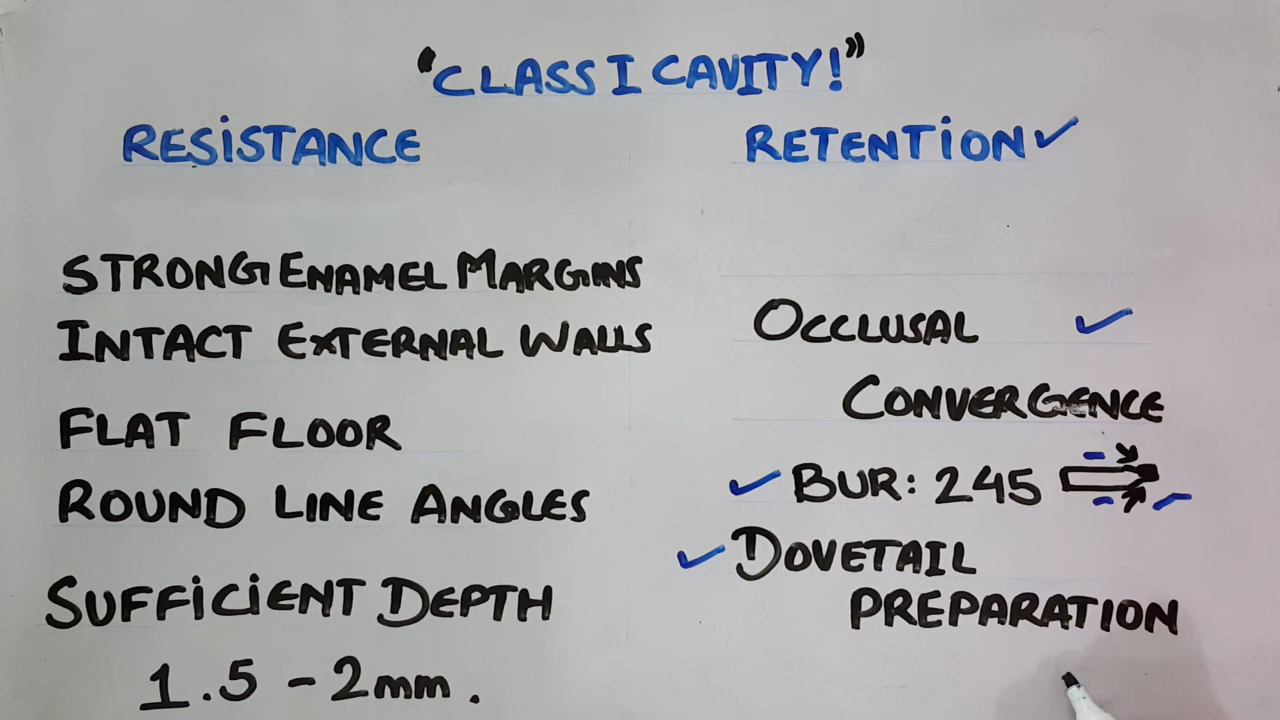 "CLASS I CAVITY!"
RESiSTANCE
STRONG ENAMEL MARGINS
INTACT EXTERNAL WALLS
FLAT FLOOR
ROUND LINE ANGLES
SUFFiCiENT DEPTH
1.5 - 2mm.
RETENTiON ✓
OCCLUSAL ✓
CONVERGENCE
✓ BUR: 245
✓ DOVETAIL
PREPARATION